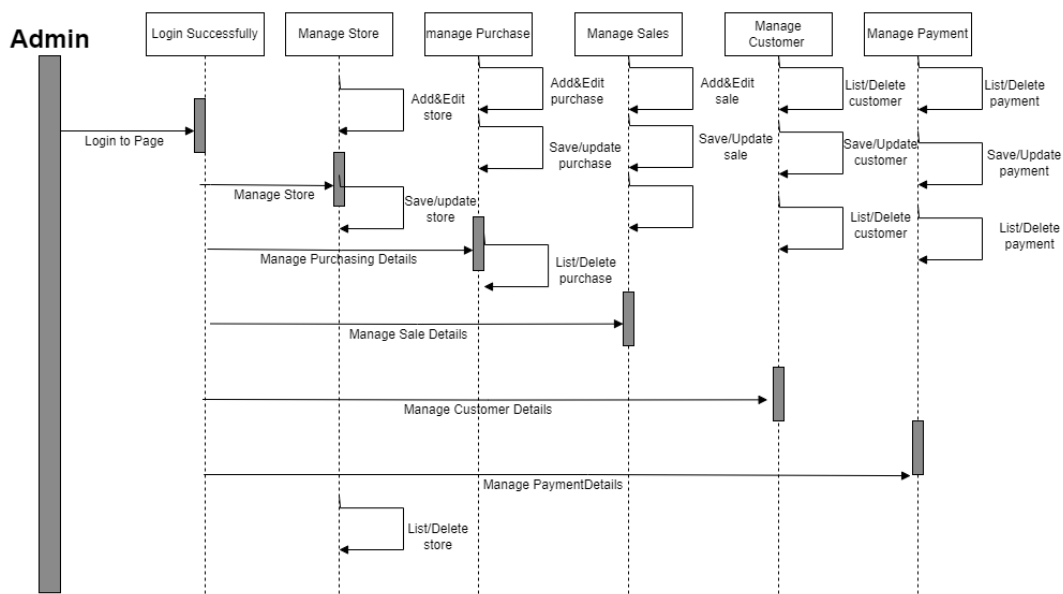 Admin
Login Successfully
Manage Store
manage Purchase
Manage Sales
Manage
Customer
Manage Payment
Add&Edit
store
Add&Edit
purchase
Add&Edit
sale
List/Delete
customer
List/Delete
payment
Login to Page
Save/update
purchase
Save/Update
sale
Save/Update
customer
Save/Update
payment
Manage Store
Save/update
store
List/Delete
customer
List/Delete
payment
Manage Purchasing Details
List/Delete
purchase
Manage Sale Details
Manage Customer Details
Manage PaymentDetails
List/Delete
store